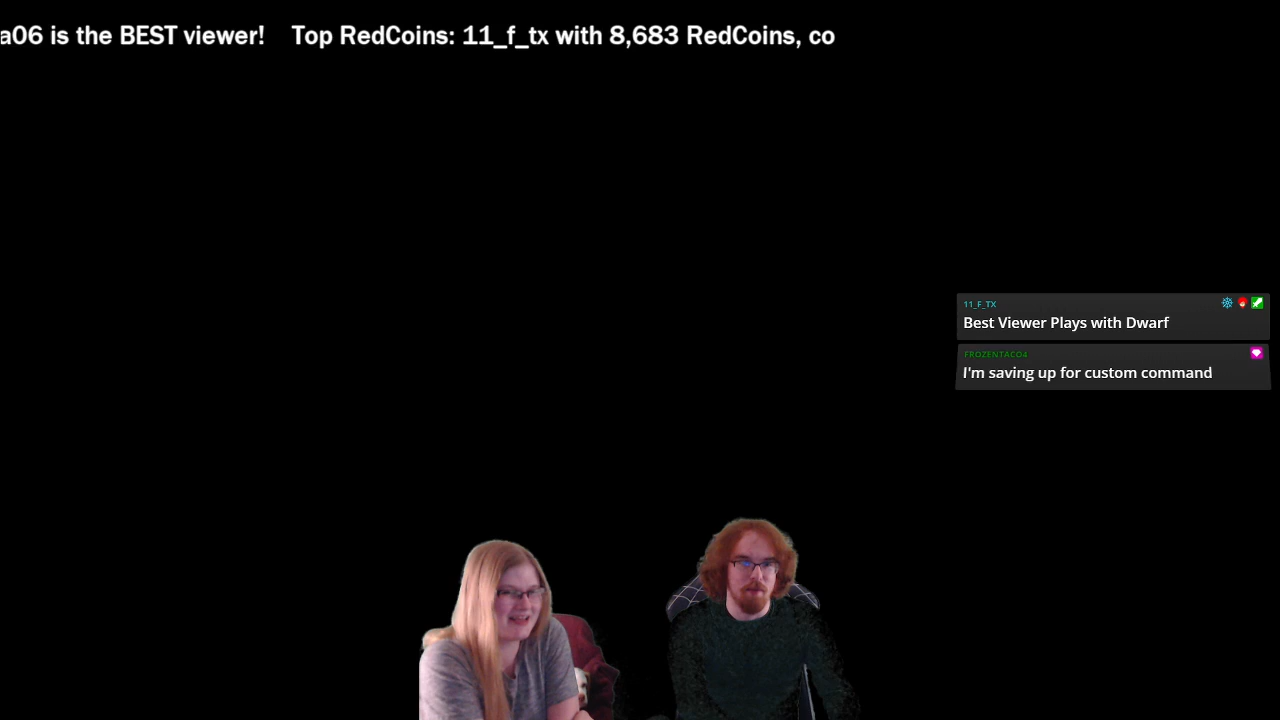 a06 is the BEST viewer! Top RedCoins: 11_f_tx with 8,683 RedCoins, co
11_F_TX
Best Viewer Plays with Dwarf
FROZENTACO4
I'm saving up for custom command